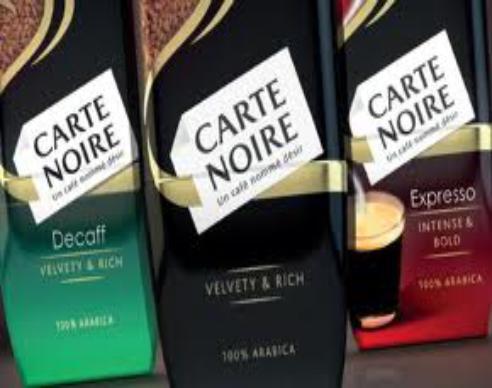 CARTE
NOIRE
Un café nommé désir
Decaff
VELVETY & RICH
100% ARABICA
CARTE
NOIRE
Un café nommé désir
VELVETY & RICH
100% ARABICA
CARTE
NOIRE
Un café nommé désir
Expresso
INTENSE &
BOLD
100% ARABICA